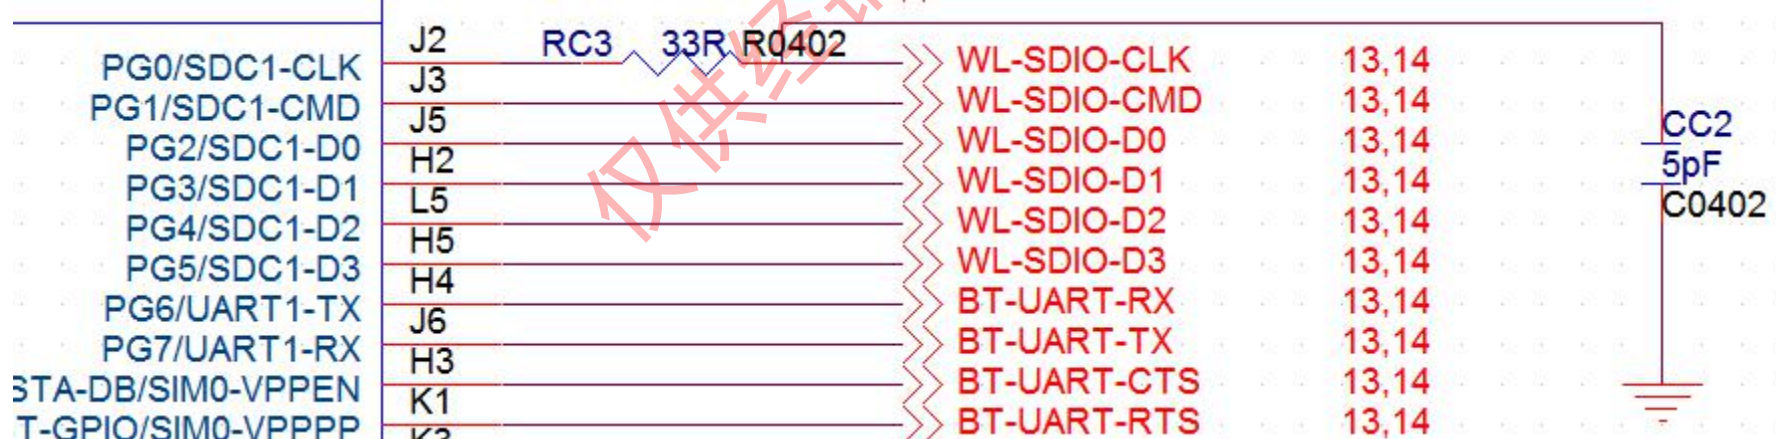 PG0/SDC1-CLK J2 RC3 33R R0402 WL-SDIO-CLK 13,14
PG1/SDC1-CMD J3 WL-SDIO-CMD 13,14
PG2/SDC1-D0 J5 WL-SDIO-D0 13,14
PG3/SDC1-D1 H2 WL-SDIO-D1 13,14
PG4/SDC1-D2 L5 WL-SDIO-D2 13,14
PG5/SDC1-D3 H5 WL-SDIO-D3 13,14
PG6/UART1-TX H4 BT-UART-RX 13,14
PG7/UART1-RX J6 BT-UART-TX 13,14
STA-DB/SIM0-VPPEN H3 BT-UART-CTS 13,14
T-GPIO/SIM0-VPPPP K1 BT-UART-RTS 13,14
CC2
5pF
C0402
仅供经